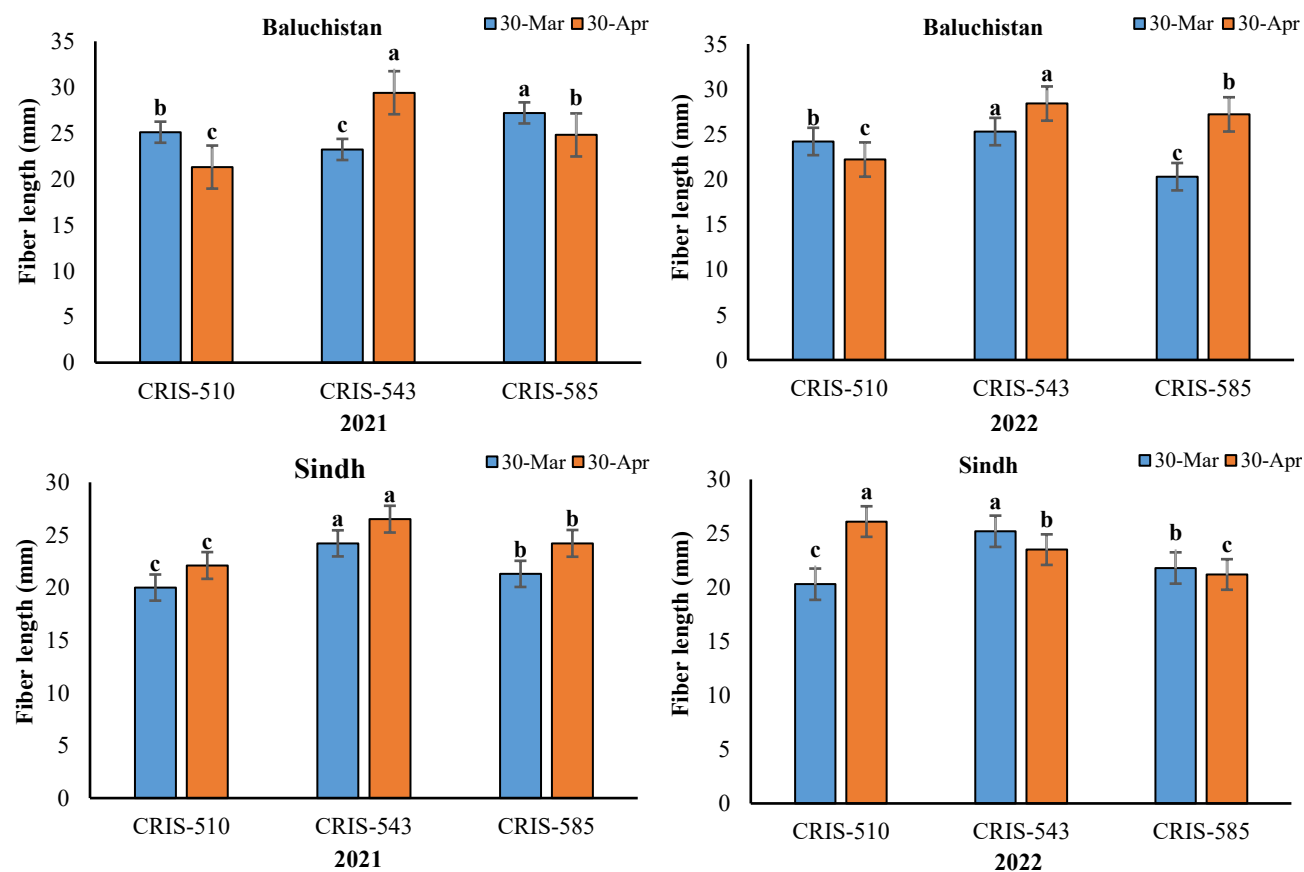 Baluchistan
30-Mar 30-Apr
Fiber length (mm)
35
30
25
20
15
10
5
0
b
c
c
a
a
b
CRIS-510 CRIS-543 CRIS-585
2021
Baluchistan
30-Mar 30-Apr
Fiber length (mm)
35
30
25
20
15
10
5
0
b
c
a
a
c
b
CRIS-510 CRIS-543 CRIS-585
2022
Sindh
30-Mar 30-Apr
Fiber length (mm)
30
25
20
15
10
5
0
c
c
a
a
b
b
CRIS-510 CRIS-543 CRIS-585
2021
Sindh
30-Mar 30-Apr
Fiber length (mm)
30
25
20
15
10
5
0
c
a
a
b
b
c
CRIS-510 CRIS-543 CRIS-585
2022